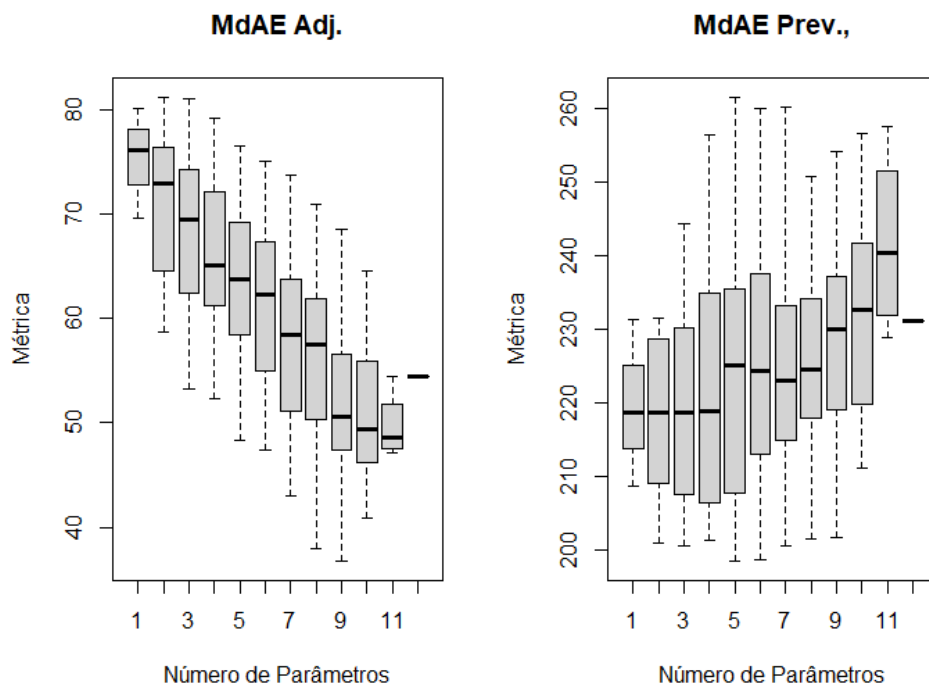 MdAE Adj.
Métrica
80
70
60
50
40
1 3 5 7 9 11
Número de Parâmetros
MdAE Prev.,
Métrica
260
250
240
230
220
210
200
1 3 5 7 9 11
Número de Parâmetros